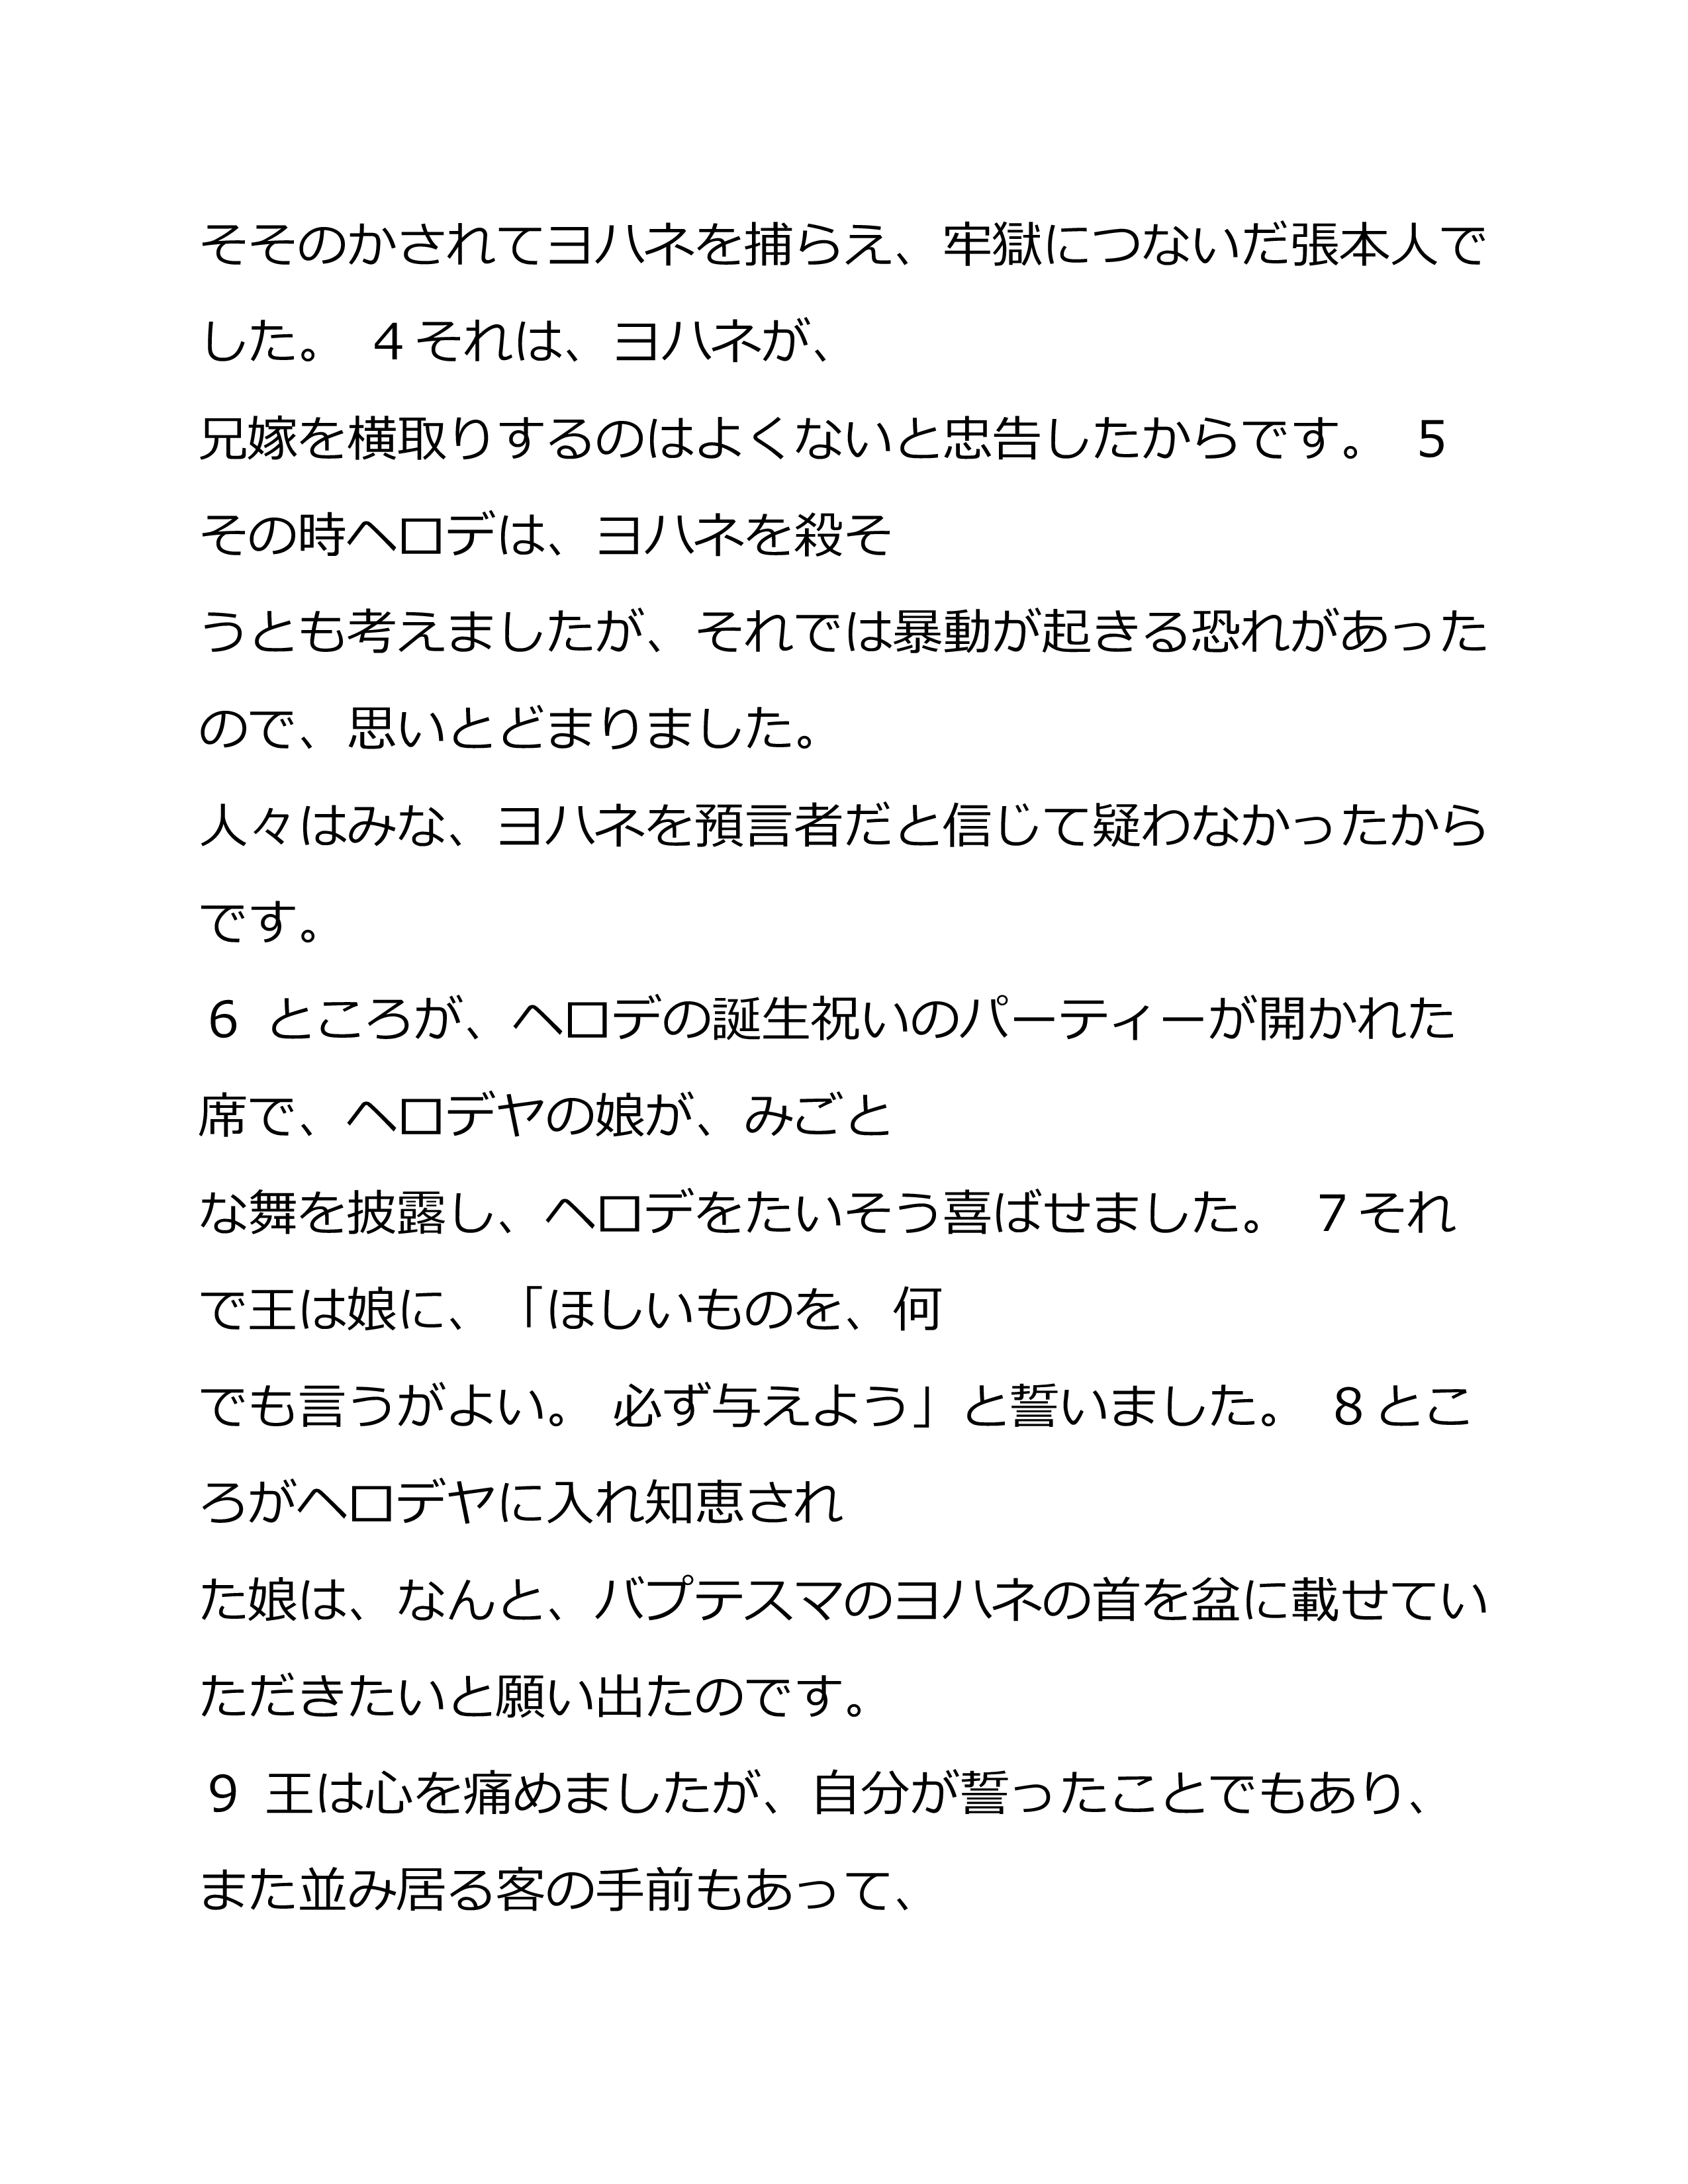 そそのかされてヨハネを捕らえ、牢獄につないだ張本人で
した。 4 それは、ヨハネが、
兄嫁を横取りするのはよくないと忠告したからです。 5
その時ヘロデは、ヨハネを殺そ
うとも考えましたが、それでは暴動が起きる恐れがあった
ので、思いとどまりました。
人々はみな、ヨハネを預言者だと信じて疑わなかったから
です。
6 ところが、ヘロデの誕生祝いのパーティーが開かれた
席で、ヘロデヤの娘が、みごと
な舞を披露し、ヘロデをたいそう喜ばせました。 7 それ
で王は娘に、「ほしいものを、何
でも言うがよい。 必ず与えよう」と誓いました。 8 とこ
ろがヘロデヤに入れ知恵され
た娘は、なんと、バプテスマのヨハネの首を盆に載せてい
ただきたいと願い出たのです。
9 王は心を痛めましたが、自分が誓ったことでもあり、
また並み居る客の手前もあって、